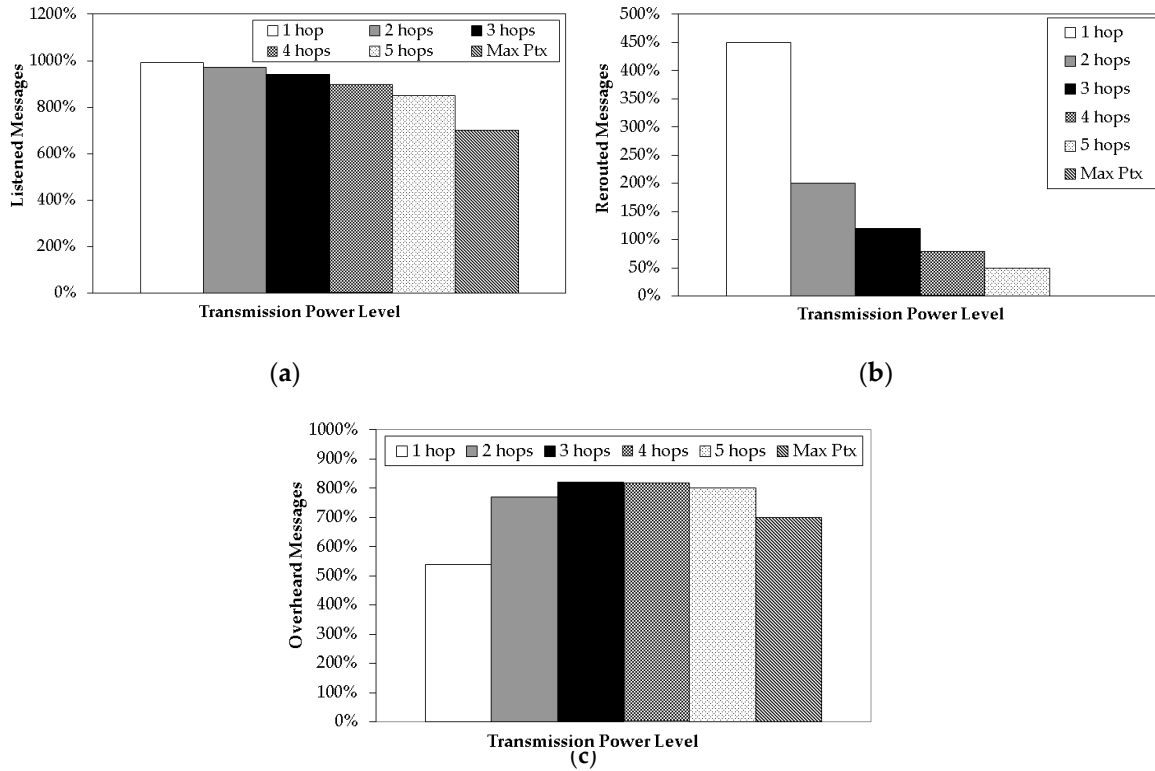 1200%
1000%
800%
600%
400%
200%
0%
Listened Messages
1 hop 2 hops 3 hops
4 hops 5 hops Max Ptx
Transmission Power Level
(a)
500%
450%
400%
350%
300%
250%
200%
150%
100%
50%
0%
Rerouted Messages
1 hop
2 hops
3 hops
4 hops
5 hops
Max Ptx
Transmission Power Level
(b)
1000%
900%
800%
700%
600%
500%
400%
300%
200%
100%
0%
Overheard Messages
1 hop 2 hops 3 hops 4 hops 5 hops Max Ptx
Transmission Power Level
(c)